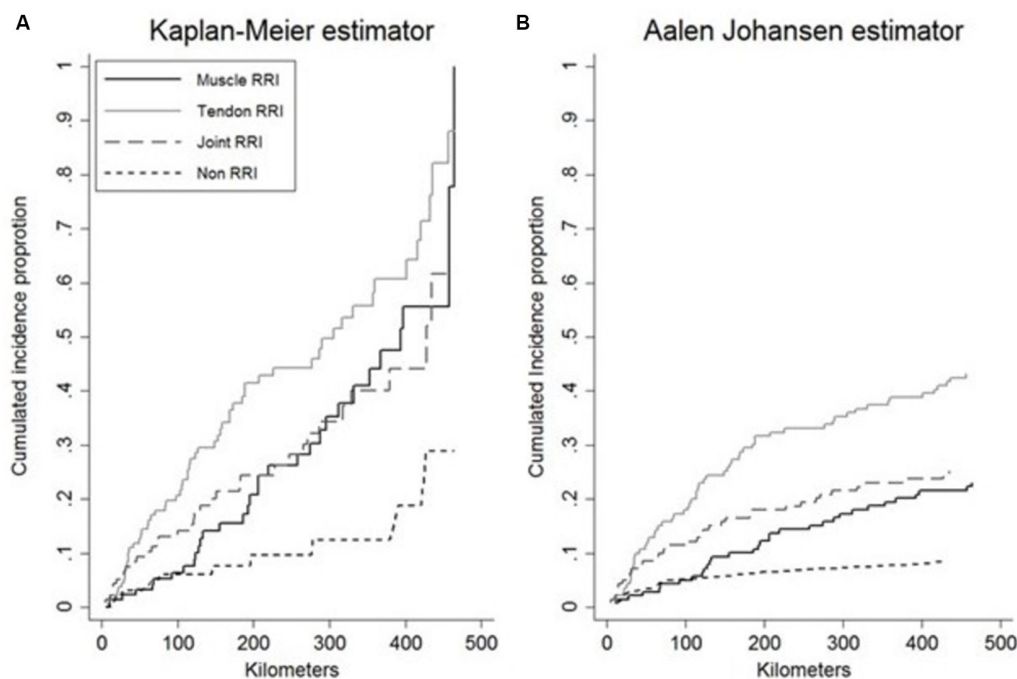 A
Kaplan-Meier estimator
Cumulated incidence proprotion
0 .1 .2 .3 .4 .5 .6 .7 .8 .9 1
Muscle RRI
Tendon RRI
Joint RRI
Non RRI
0 100 200 300 400 500
Kilometers
B
Aalen Johansen estimator
Cumulated Incidence proportion
0 .1 .2 .3 .4 .5 .6 .7 .8 .9 1
0 100 200 300 400 500
Kilometers